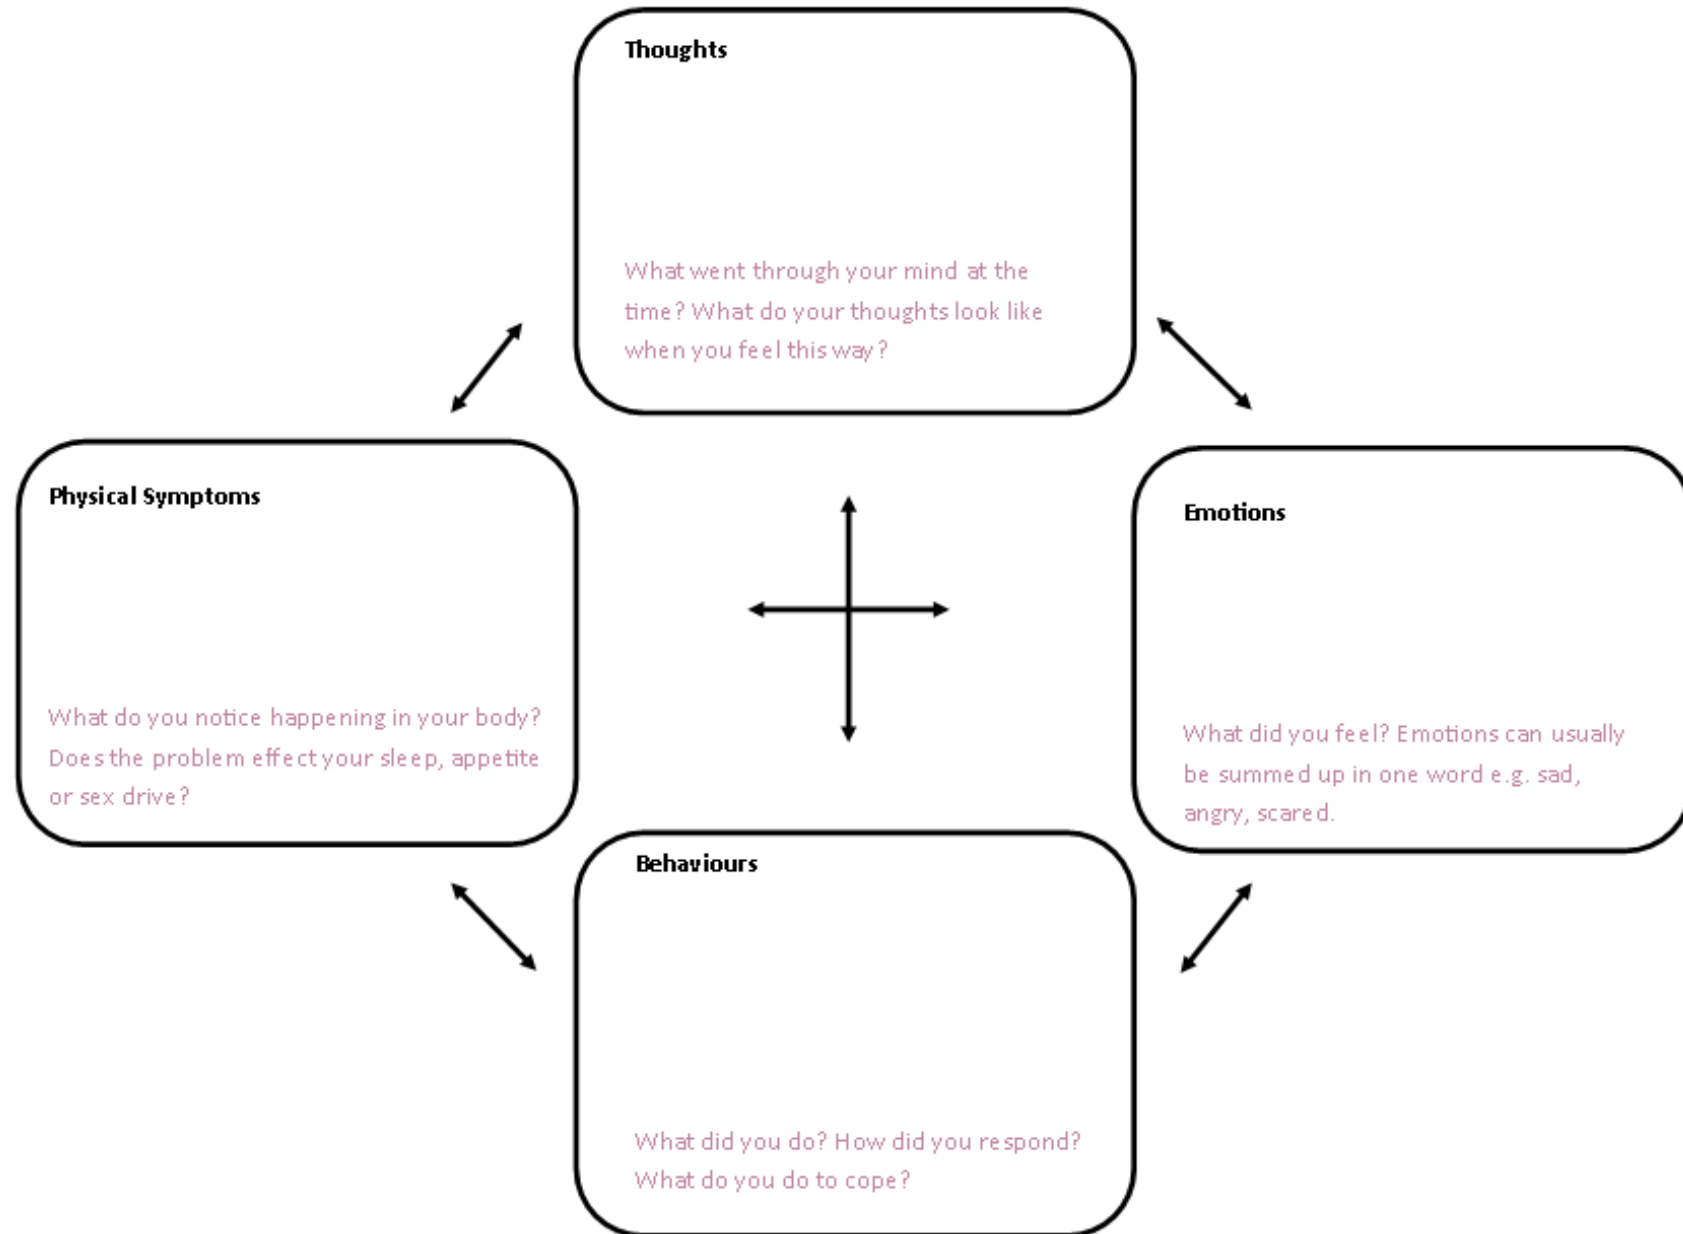 Thoughts
What went through your mind at the
time? What do your thoughts look like
when you feel this way?
Physical Symptoms
What do you notice happening in your body?
Does the problem effect your sleep, appetite
or sex drive?
Emotions
What did you feel? Emotions can usually
be summed up in one word e.g. sad,
angry, scared.
Behaviours
What did you do? How did you respond?
What do you do to cope?